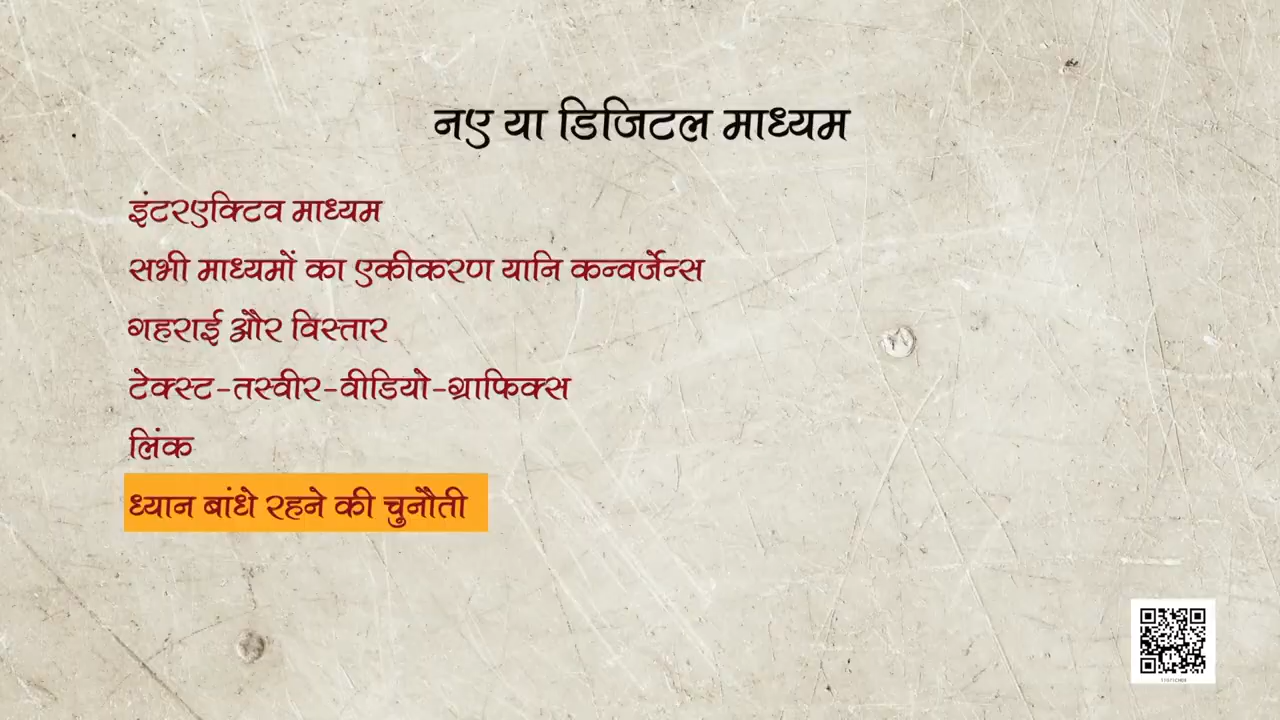 नए या डिजिटल माध्यम
इंटरएक्टिव माध्यम
सभी माध्यमों का एकीकरण यानि कन्वर्जेन्स
गहराई और विस्तार
टेक्स्ट-तस्वीर-वीडियो-ग्राफिक्स
लिंक
ध्यान बांधे रहने की चुनौती